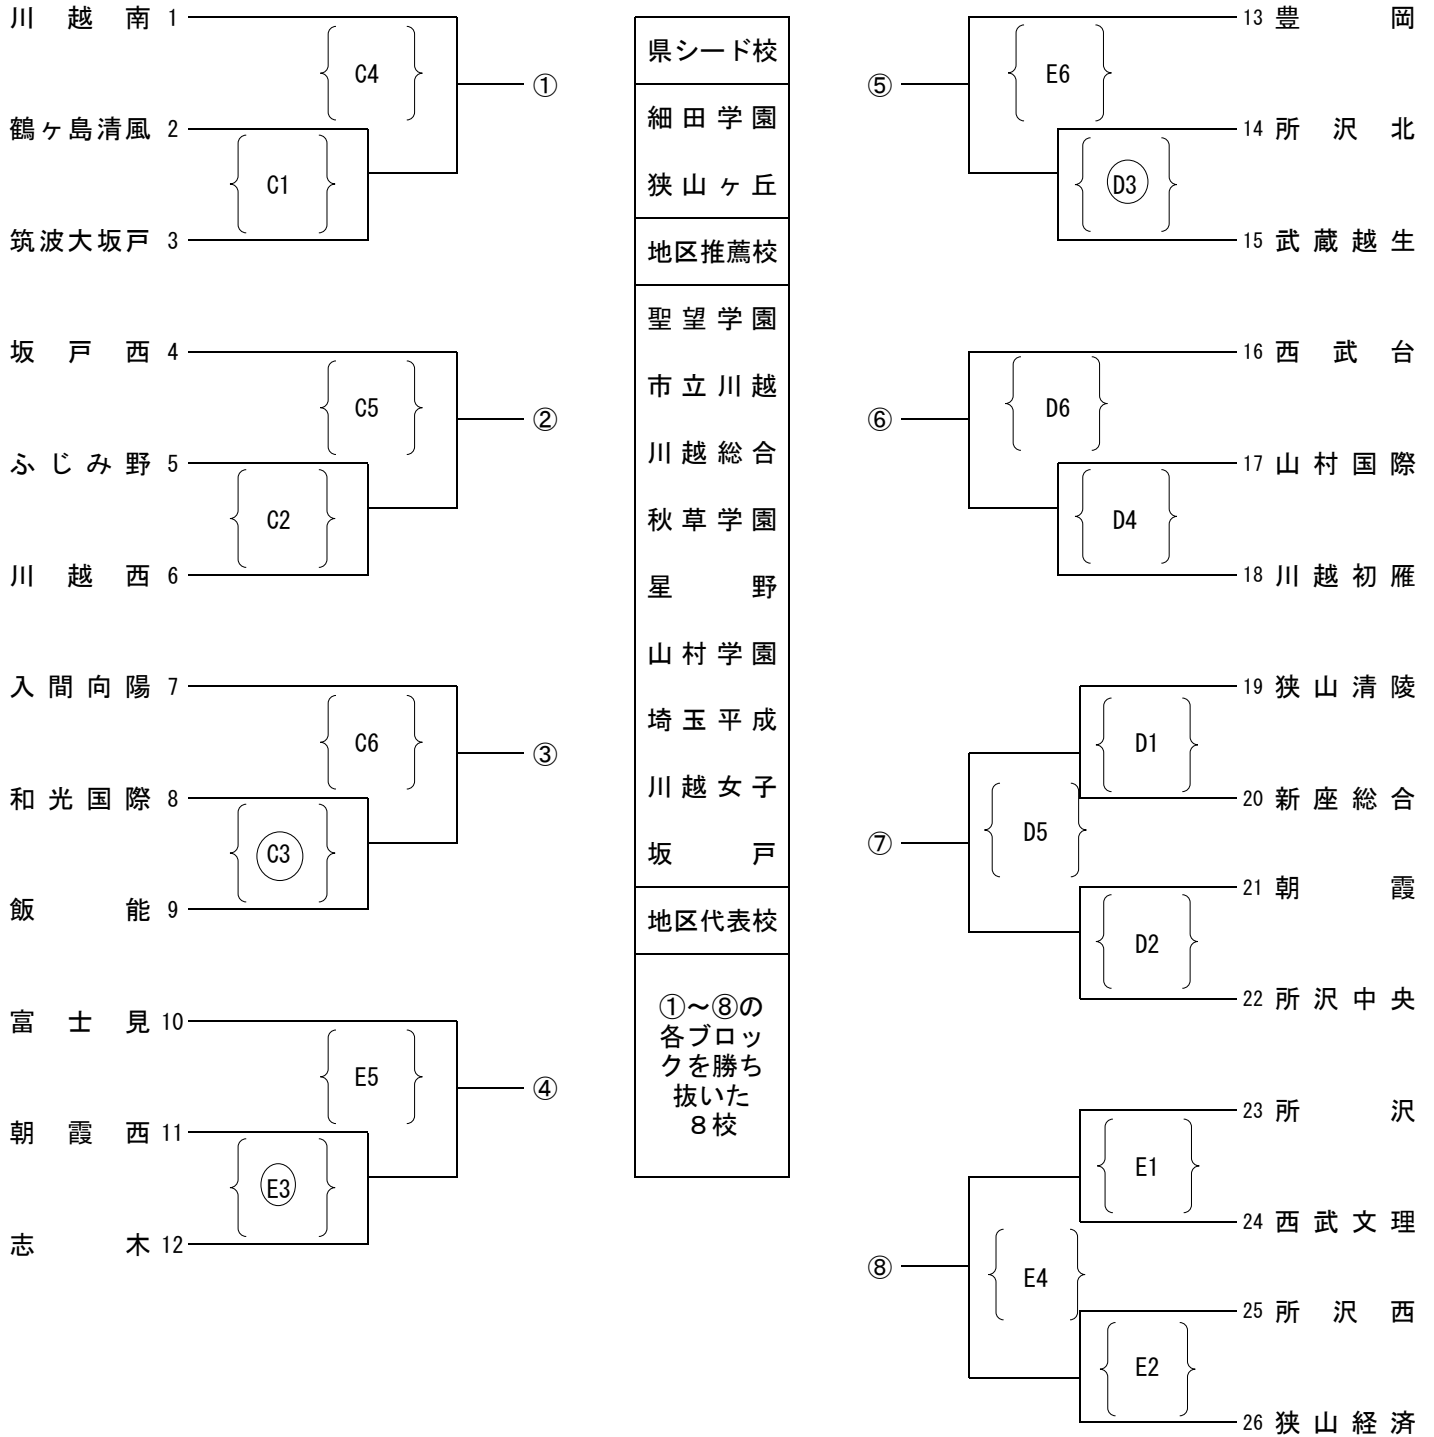 川越南 1
C4
①
鶴ヶ島清風 2
C1
筑波大坂戸 3
坂戸西 4
C5
②
ふじみ野 5
C2
川越西 6
入間向陽 7
C6
③
和光国際 8
C3
飯能 9
富士見 10
E5
④
朝霞西 11
E3
志木 12
県シード校
細田学園
狭山ヶ丘
地区推薦校
聖望学園
市立川越
川越総合
秋草学園
星野
山村学園
埼玉平成
川越女子
坂戸
地区代表校
①～⑧の
各ブロッ
クを勝ち
抜いた
８校
13 豊岡
⑤
E6
14 所沢北
D3
15 武蔵越生
16 西武台
⑥
D6
17 山村国際
D4
18 川越初雁
19 狭山清陵
D1
20 新座総合
⑦
D5
21 朝霞
D2
22 所沢中央
23 所沢
E1
24 西武文理
⑧
E4
25 所沢西
E2
26 狭山経済